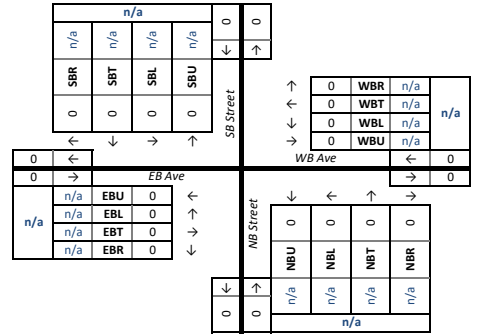 n/a
n/a n/a n/a n/a 0 0
↓ ↑
SBR SBT SBL SBU
0 0 0 0
← ↓ → ↑
SB Street
↑ 0 WBR n/a
← 0 WBT n/a
↓ 0 WBL n/a
→ 0 WBU n/a
n/a
0 ←
WB Ave
← 0
0 →
EB Ave
→ 0
n/a
n/a EBU 0 ←
n/a EBL 0 ↑
n/a EBT 0 →
n/a EBR 0 ↓
NB Street
↓ ← ↑ →
0 0 0 0
NBU NBL NBT NBR
↓ ↑
0 0
n/a n/a n/a n/a
n/a